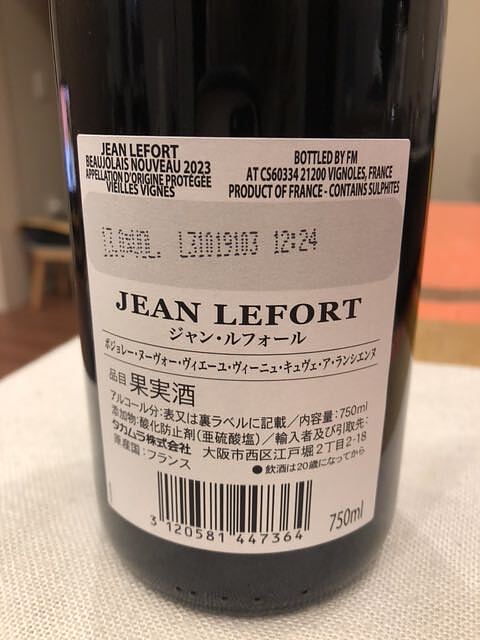 JEAN LEFORT
BEAUJOLAIS NOUVEAU 2023
APPELLATION D'ORIGINE PROTÉGÉE
VIEILLES VIGNES
BOTTLED BY FM
AT CS60334 21200 VIGNOLES, FRANCE
PRODUCT OF FRANCE - CONTAINS SULPHITES
13.0%VOL. L31019103 12:24
JEAN LEFORT
ジャン・ルフォール
ボジョレー・ヌーヴォー・ヴィエーユ・ヴィーニュ・キュヴェ・ア・ランシエンヌ
品目 果実酒
アルコール分:表又は裏ラベルに記載/内容量:750ml
添加物:酸化防止剤(亜硫酸塩)/輸入者及び引取先:
タカムラ株式会社 大阪市西区江戸堀2丁目2-18
原産国:フランス ●飲酒は20歳になってから
3 120581 447364
750ml